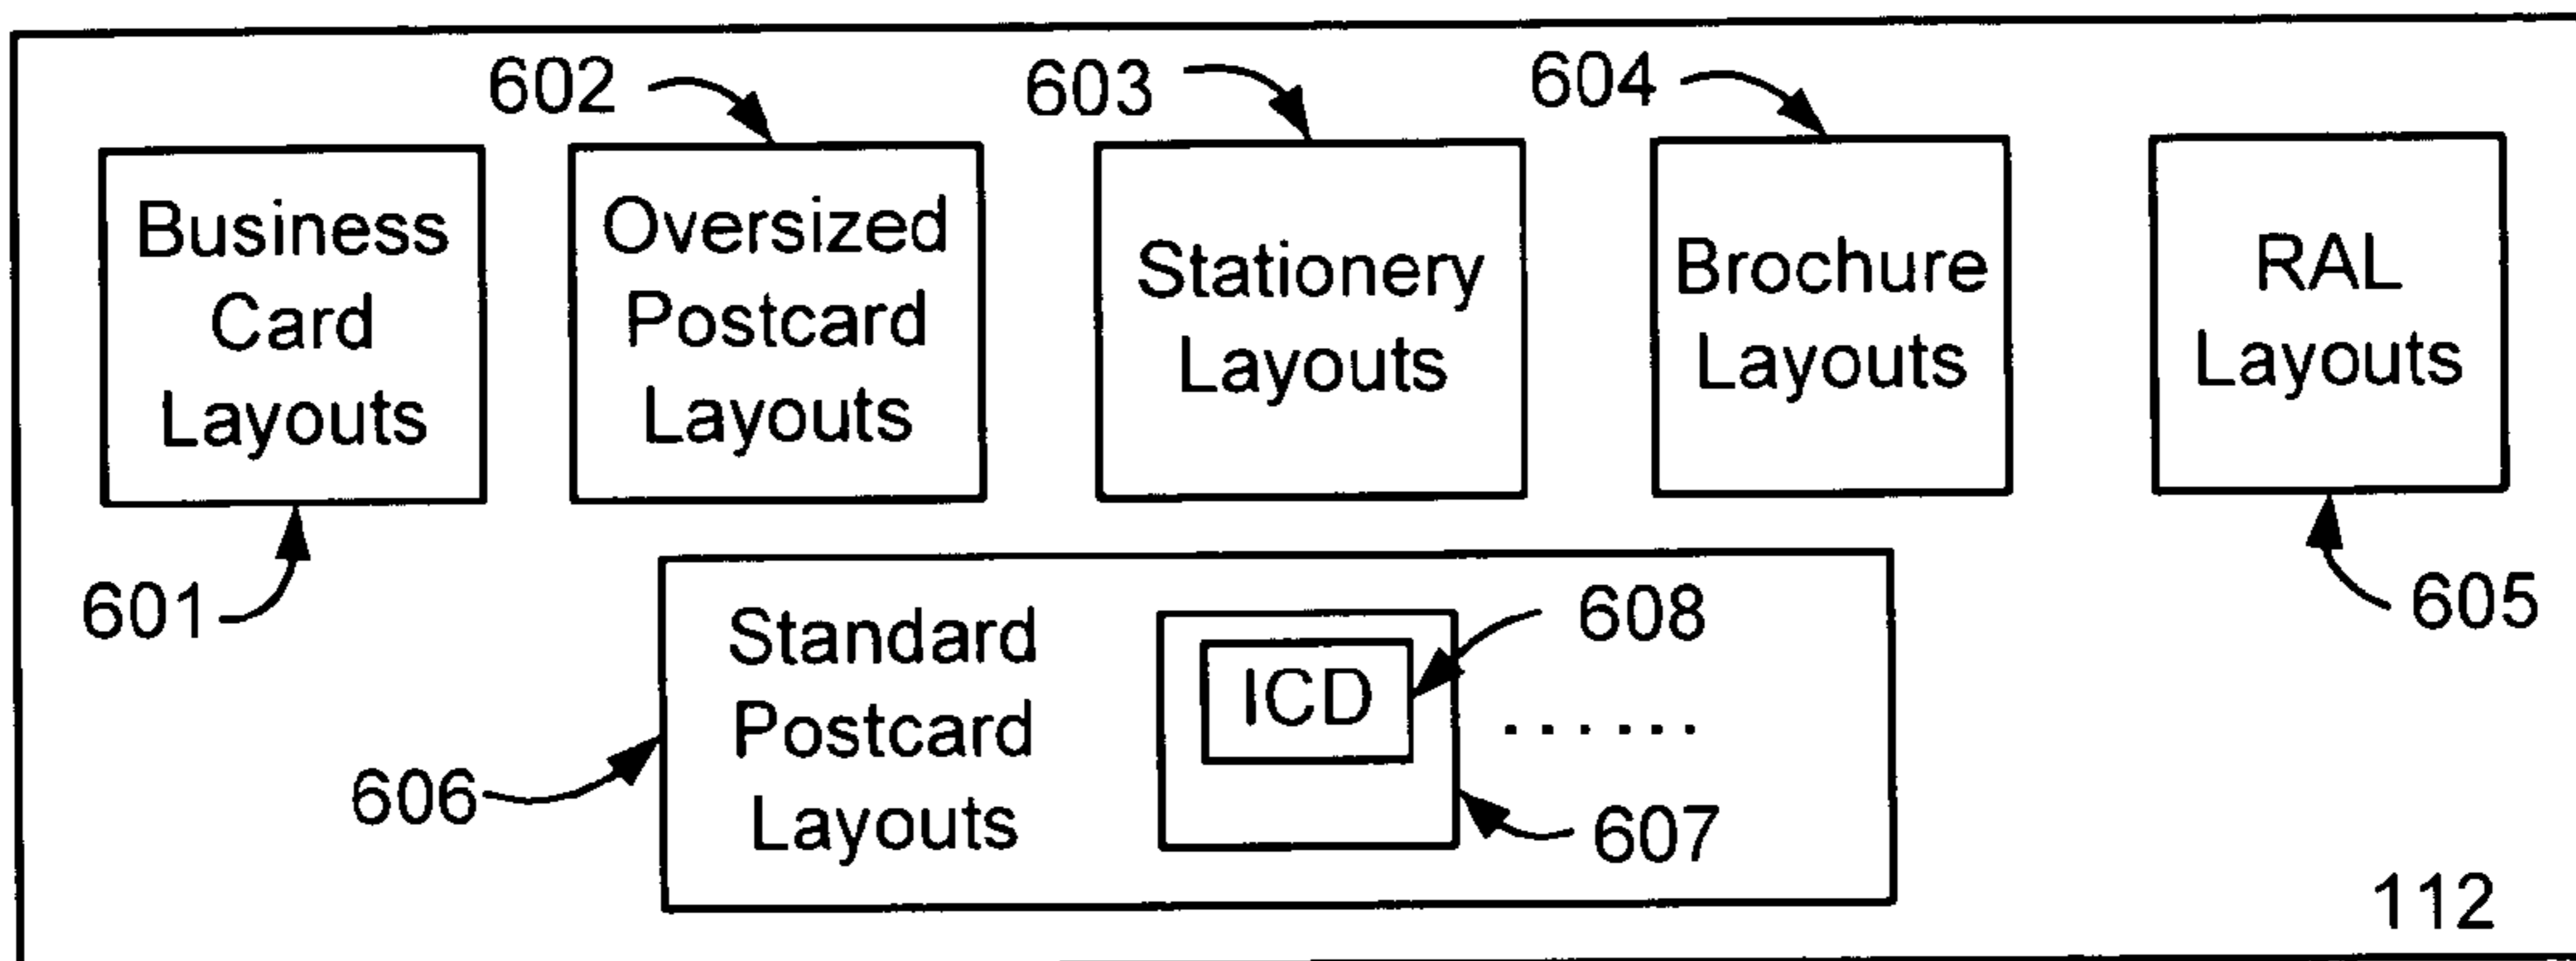 602
603
604
Business
Card
Layouts
Oversized
Postcard
Layouts
Stationery
Layouts
Brochure
Layouts
RAL
Layouts
601
605
Standard
Postcard
Layouts
ICD
608
......
606
607
112